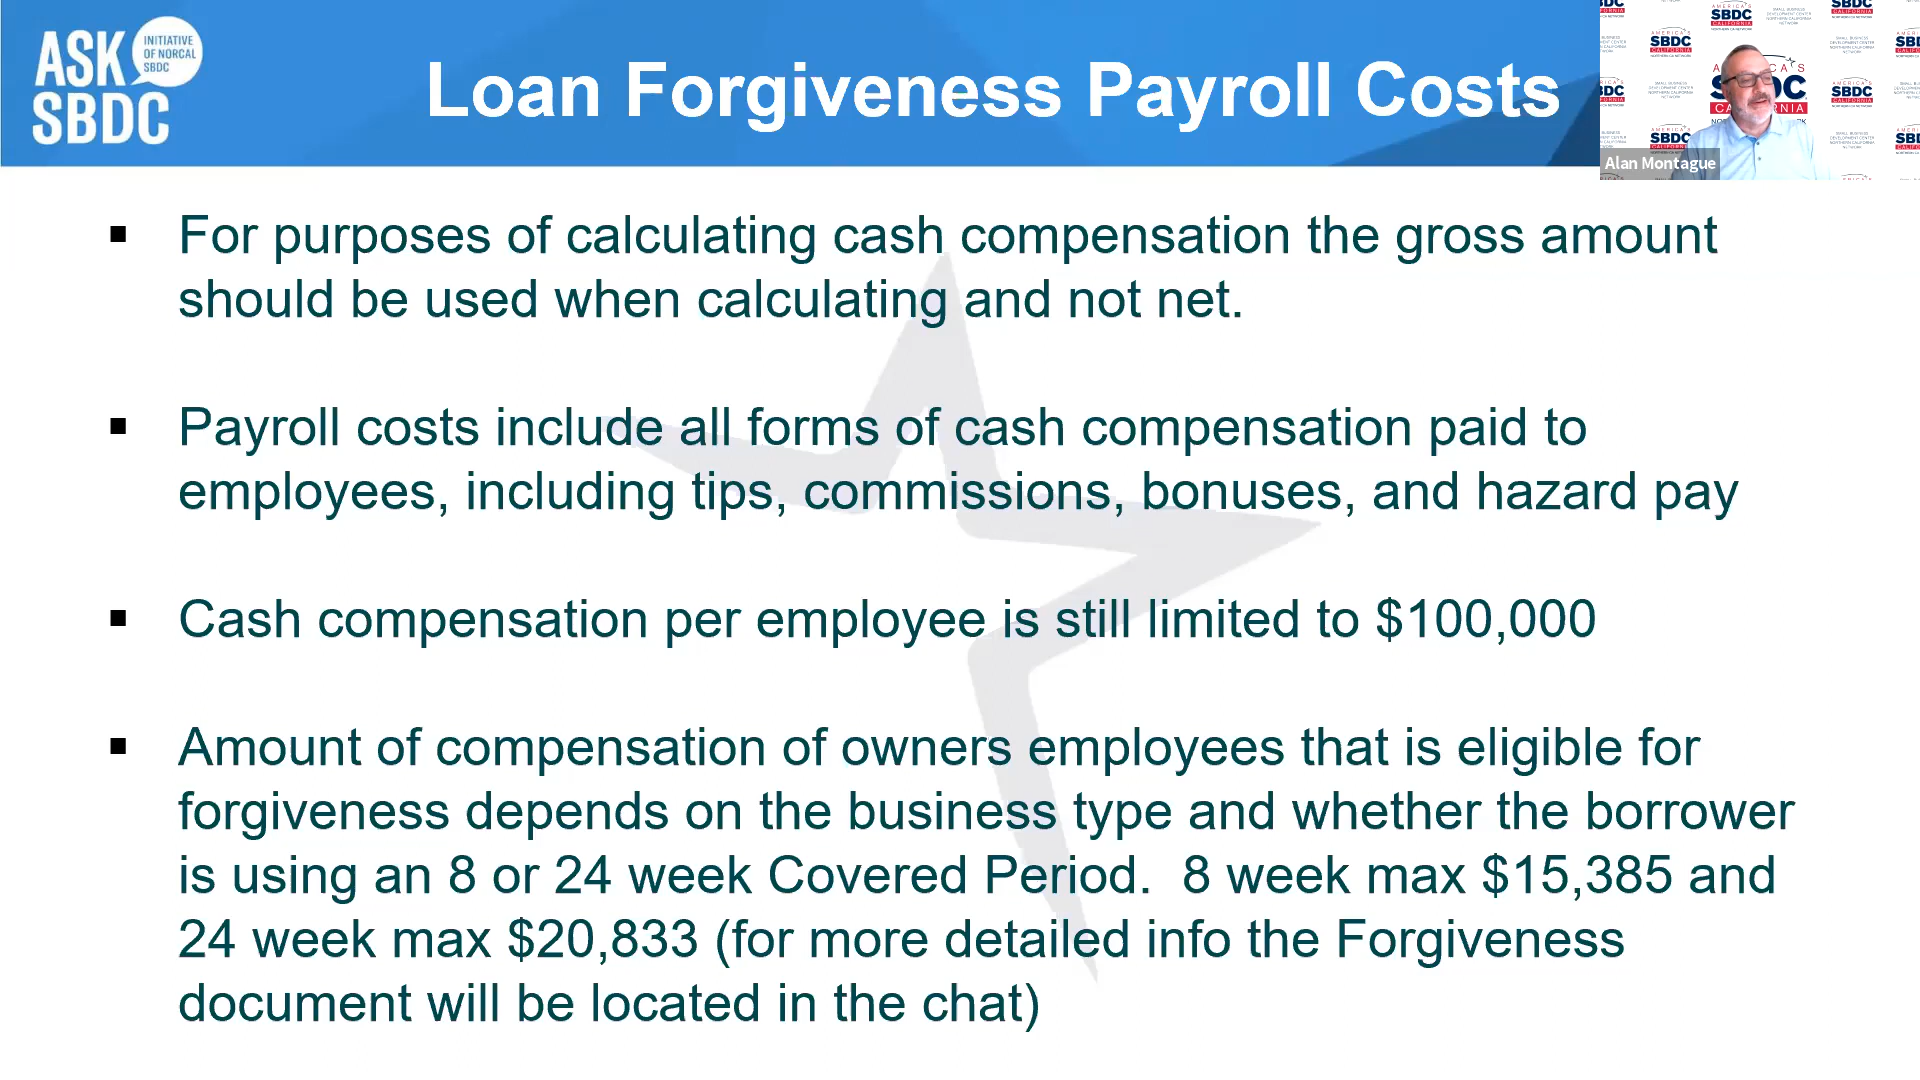 ASK
SBDC
INITIATIVE
OF NORCAL
SBDC
Loan Forgiveness Payroll Costs
Alan Montague
▪ For purposes of calculating cash compensation the gross amount
should be used when calculating and not net.
▪ Payroll costs include all forms of cash compensation paid to
employees, including tips, commissions, bonuses, and hazard pay
▪ Cash compensation per employee is still limited to $100,000
▪ Amount of compensation of owners employees that is eligible for
forgiveness depends on the business type and whether the borrower
is using an 8 or 24 week Covered Period.  8 week max $15,385 and
24 week max $20,833 (for more detailed info the Forgiveness
document will be located in the chat)